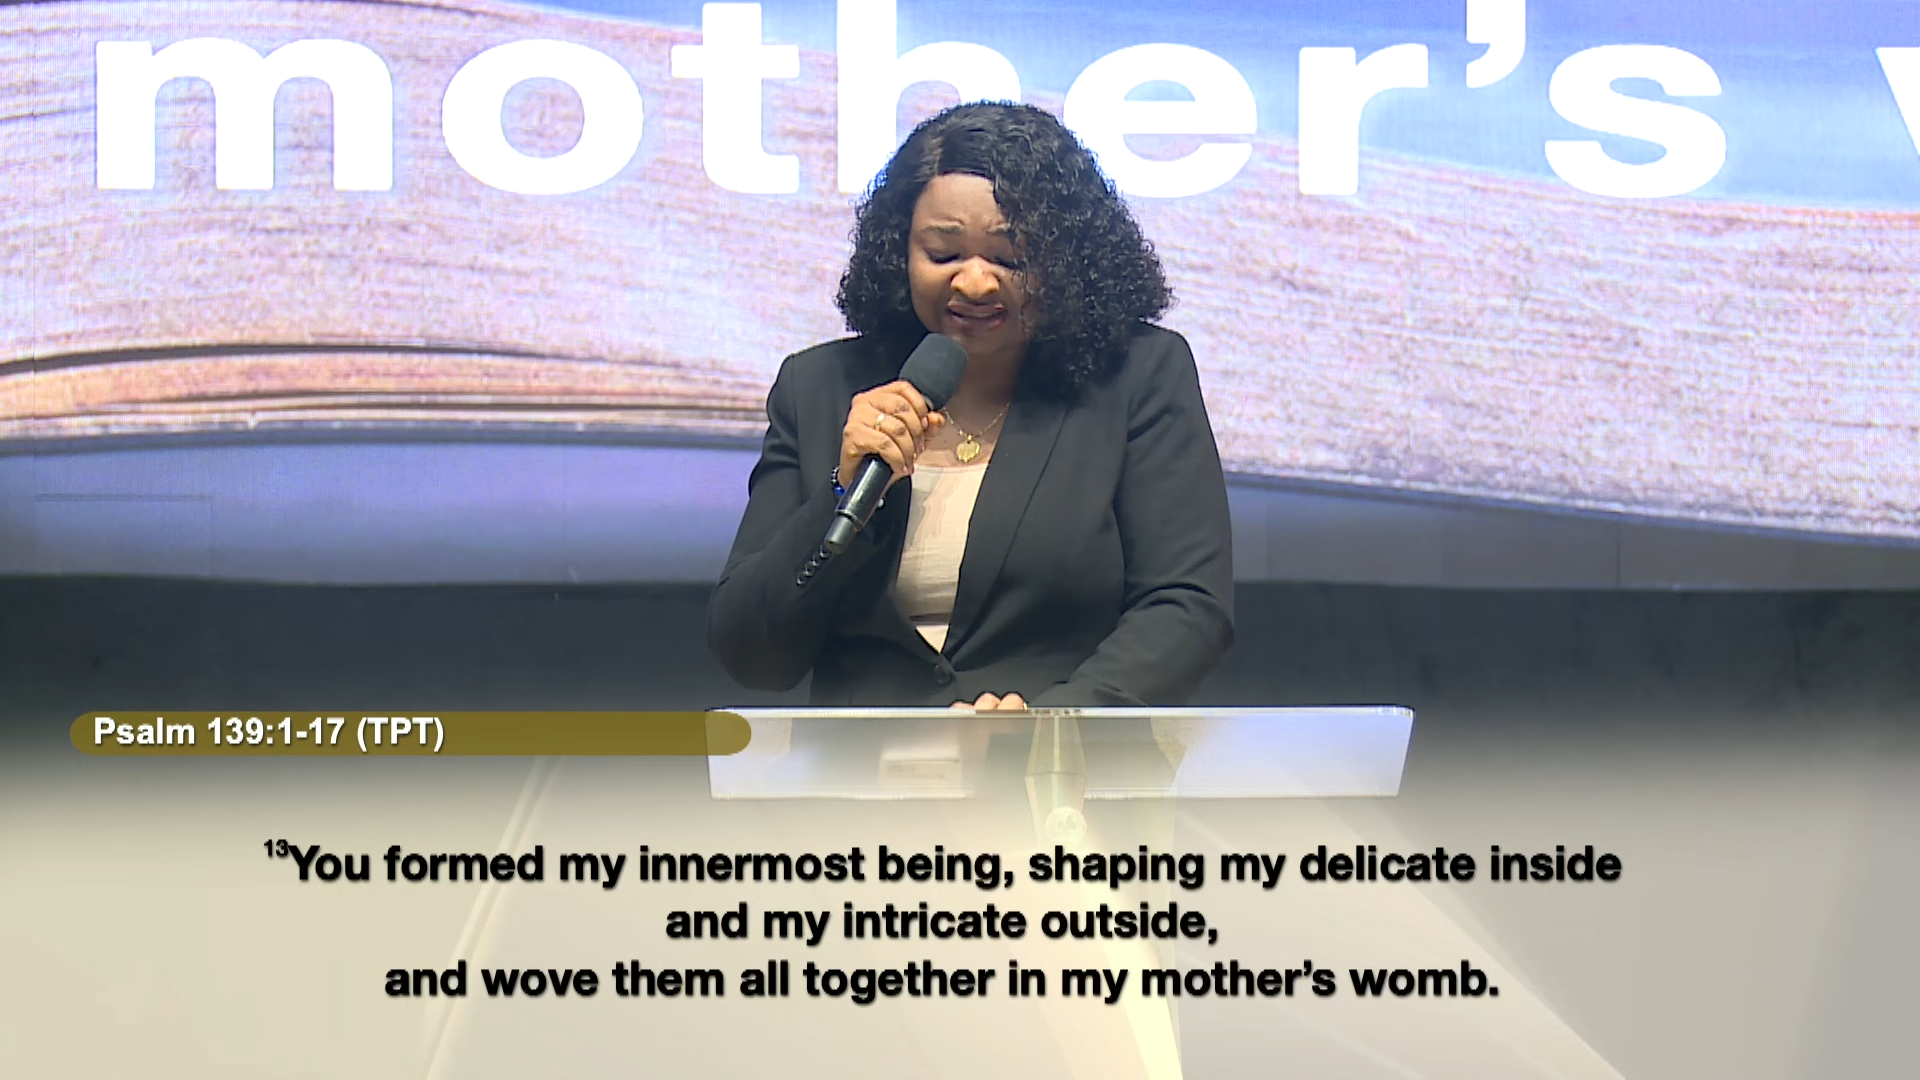 mother's
Psalm 139:1-17 (TPT)
13You formed my innermost being, shaping my delicate inside
and my intricate outside,
and wove them all together in my mother’s womb.